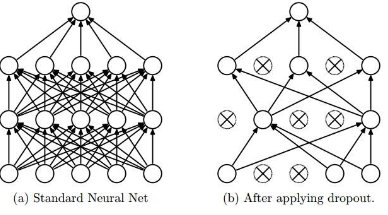 (a) Standard Neural Net
(b) After applying dropout.